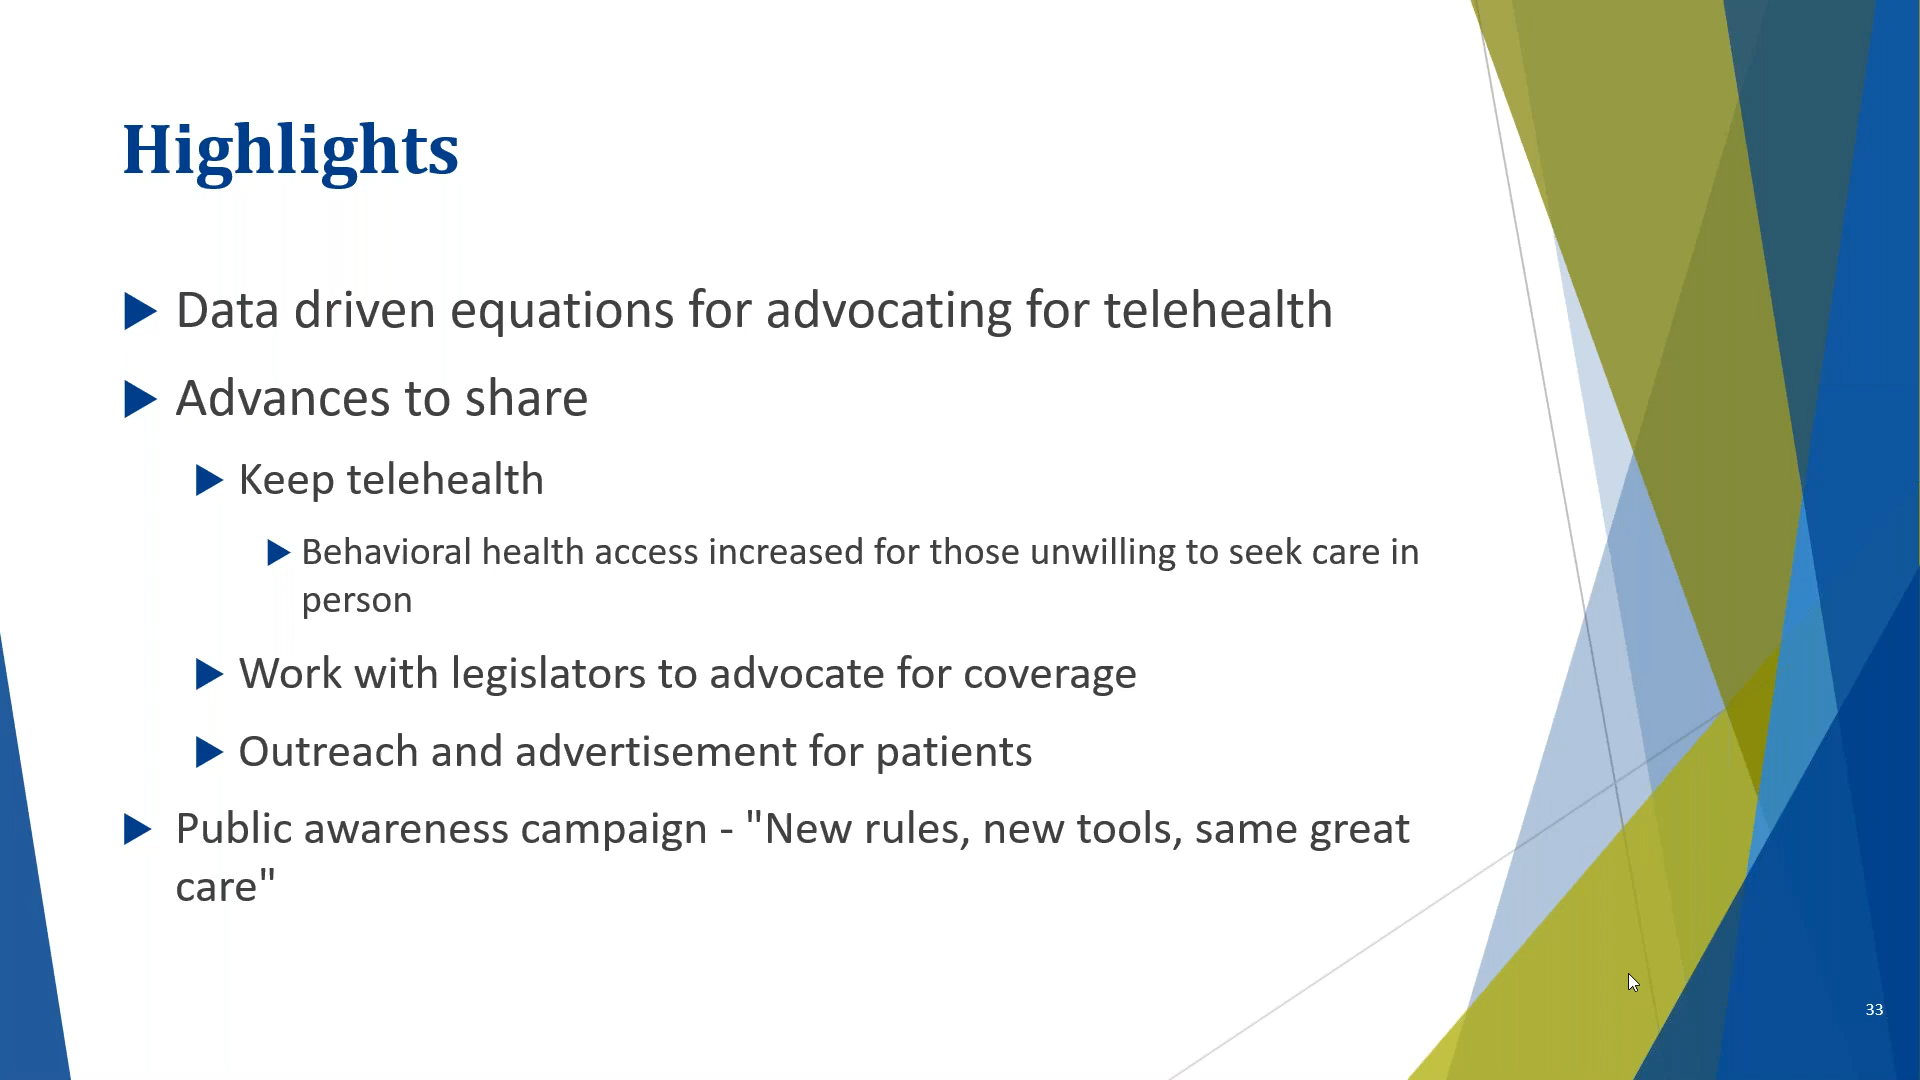 Highlights
Data driven equations for advocating for telehealth
Advances to share
Keep telehealth
Behavioral health access increased for those unwilling to seek care in
person
Work with legislators to advocate for coverage
Outreach and advertisement for patients
Public awareness campaign - "New rules, new tools, same great
care"
33